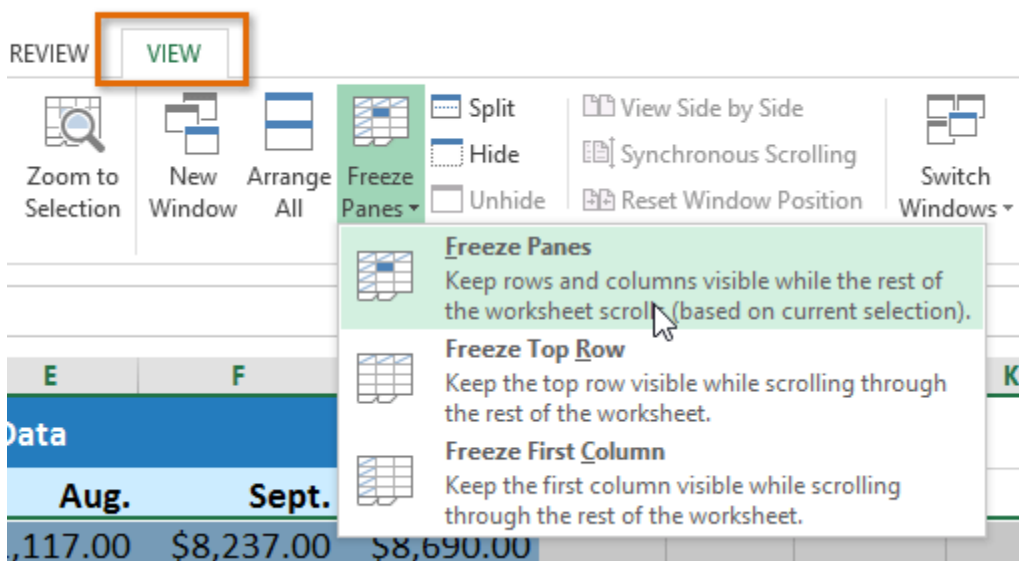 REVIEW VIEW
Zoom to Selection
New Window
Arrange All
Freeze Panes
Split
Hide
Unhide
View Side by Side
Synchronous Scrolling
Reset Window Position
Switch Windows
Freeze Panes
Keep rows and columns visible while the rest of
the worksheet scrolls (based on current selection).
Freeze Top Row
Keep the top row visible while scrolling through
the rest of the worksheet.
Freeze First Column
Keep the first column visible while scrolling
through the rest of the worksheet.
E F K
Aug. Sept.
$8,237.00 $8,690.00